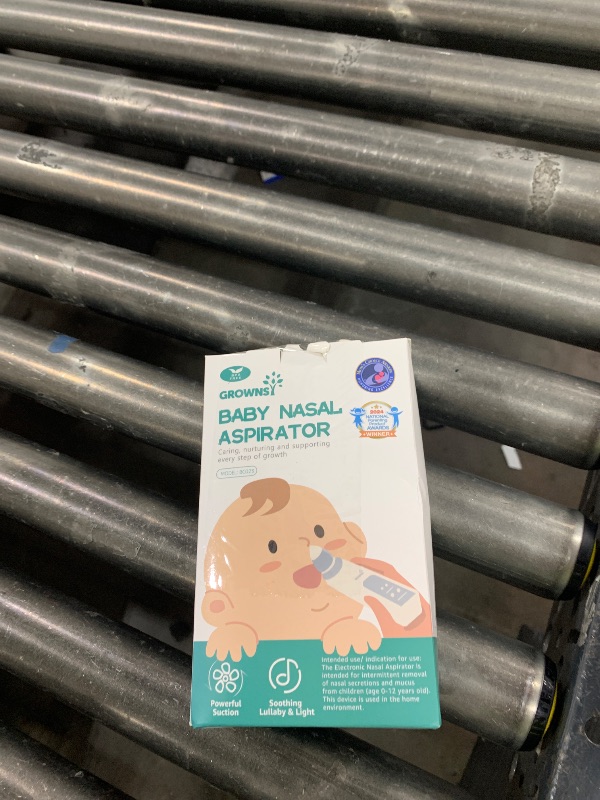 GROWNSY
BABY NASAL
ASPIRATOR
Caring, nurturing and supporting
every step of growth
2024
NATIONAL
Parenting
Product
AWARDS
WINNER
Powerful
Suction
Soothing
Lullaby & Light
Intended use/ indication for use:
The Electronic Nasal Aspirator is
intended for intermittent removal
of nasal secretions and mucus
from children (age 0-12 years old).
This device is used in the home
environment.